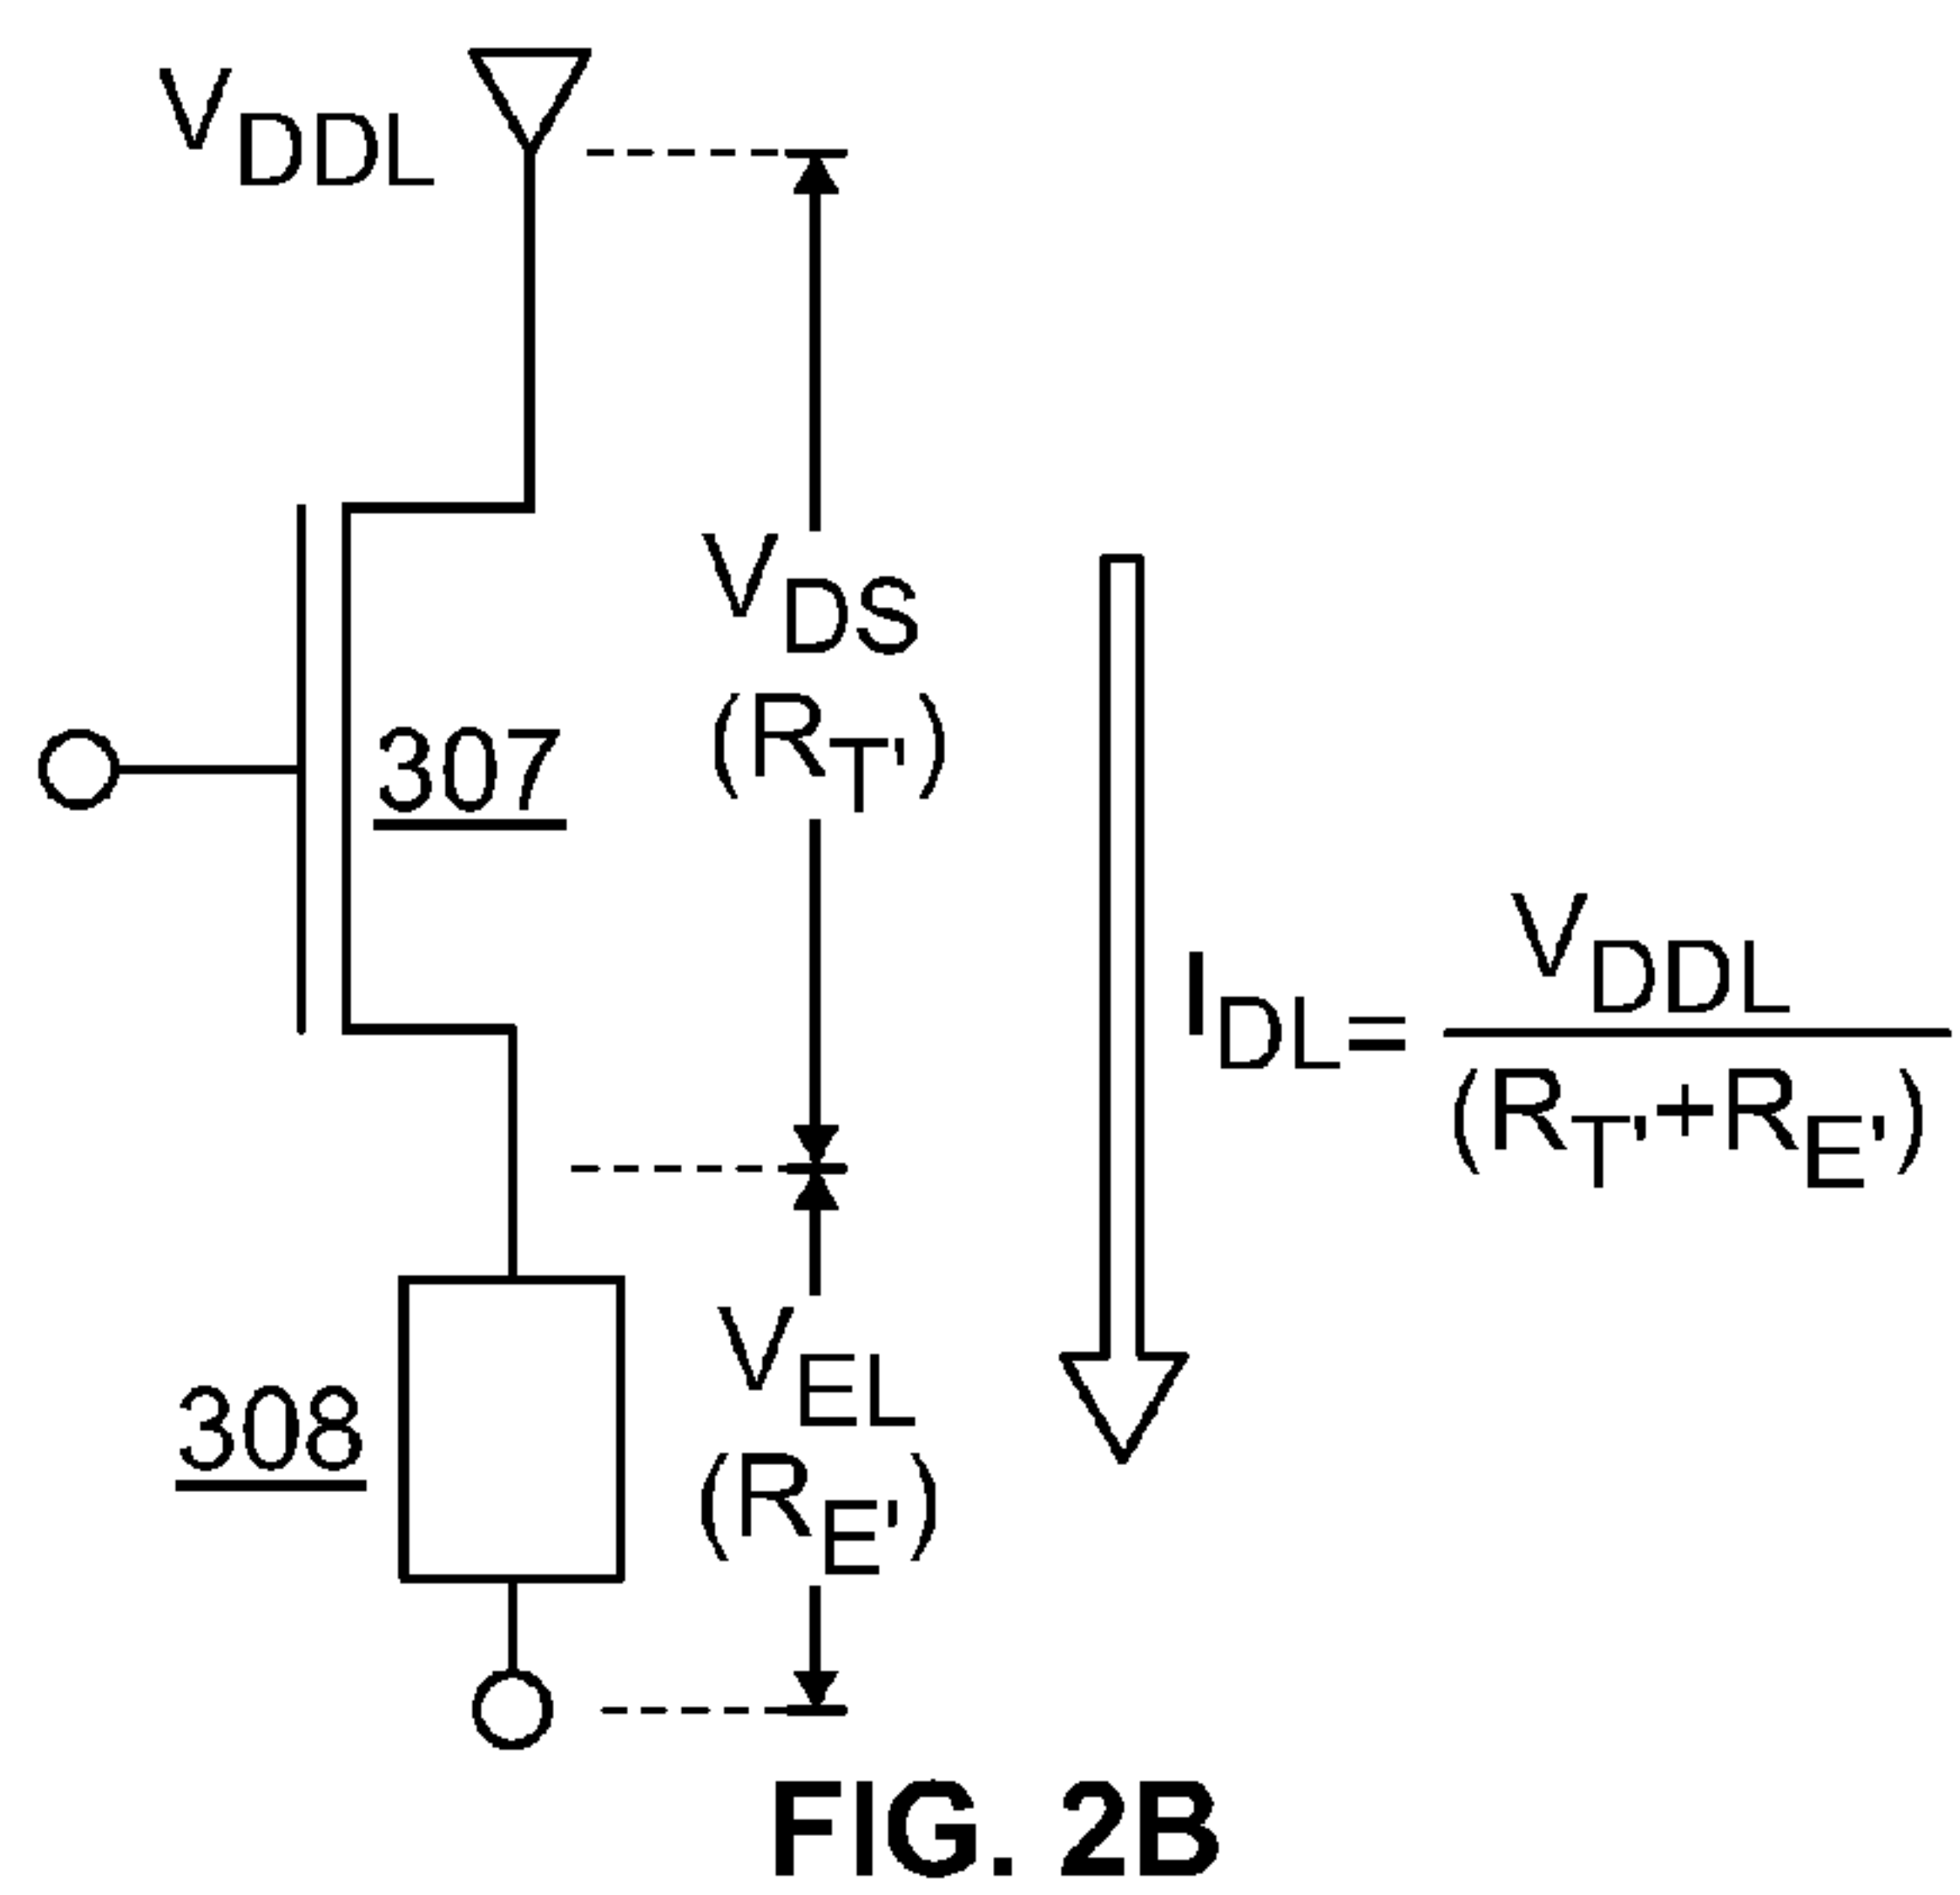 VDDL
VDS
(RT')
307
IDL= VDDL
(RT'+RE')
VEL
308
(RE')
FIG. 2B